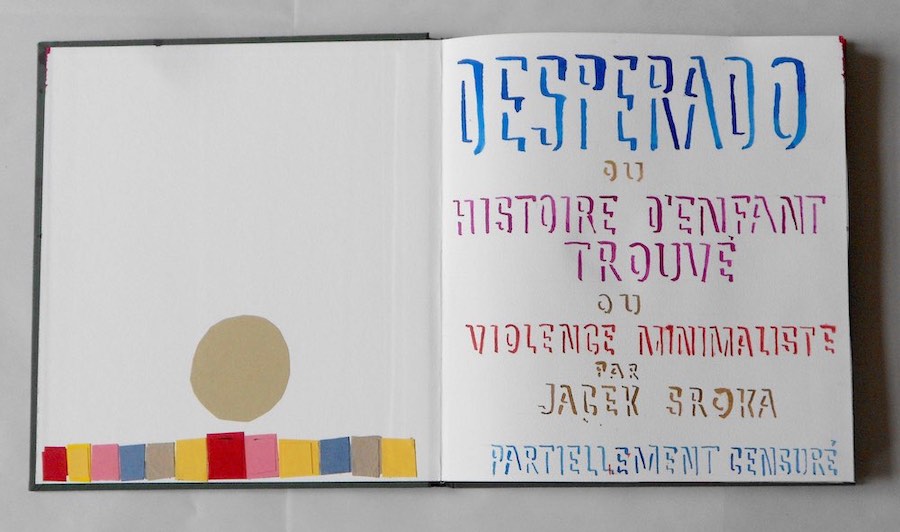 DESPERADO
OU
HISTOIRE D'ENFANT
TROUVÉ
OU
VIOLENCE MINIMALISTE
PAR
JACEK SROKA
PARTIELLEMENT CENSURÉ